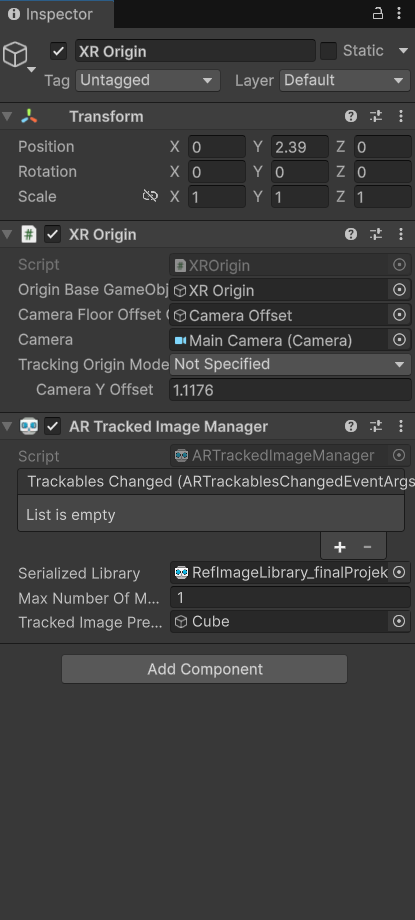 Inspector
XR Origin Static
Tag Untagged Layer Default
Transform
Position X 0 Y 2.39 Z 0
Rotation X 0 Y 0 Z 0
Scale X 1 Y 1 Z 1
# XR Origin
Script # XROrigin
Origin Base GameObj XR Origin
Camera Floor Offset Camera Offset
Camera Main Camera (Camera)
Tracking Origin Mode Not Specified
Camera Y Offset 1.1176
AR Tracked Image Manager
Script ARTrackedImageManager
Trackables Changed (ARTrackablesChangedEventArgs
List is empty
+ −
Serialized Library RefImageLibrary_finalProjek
Max Number Of M... 1
Tracked Image Pre... Cube
Add Component